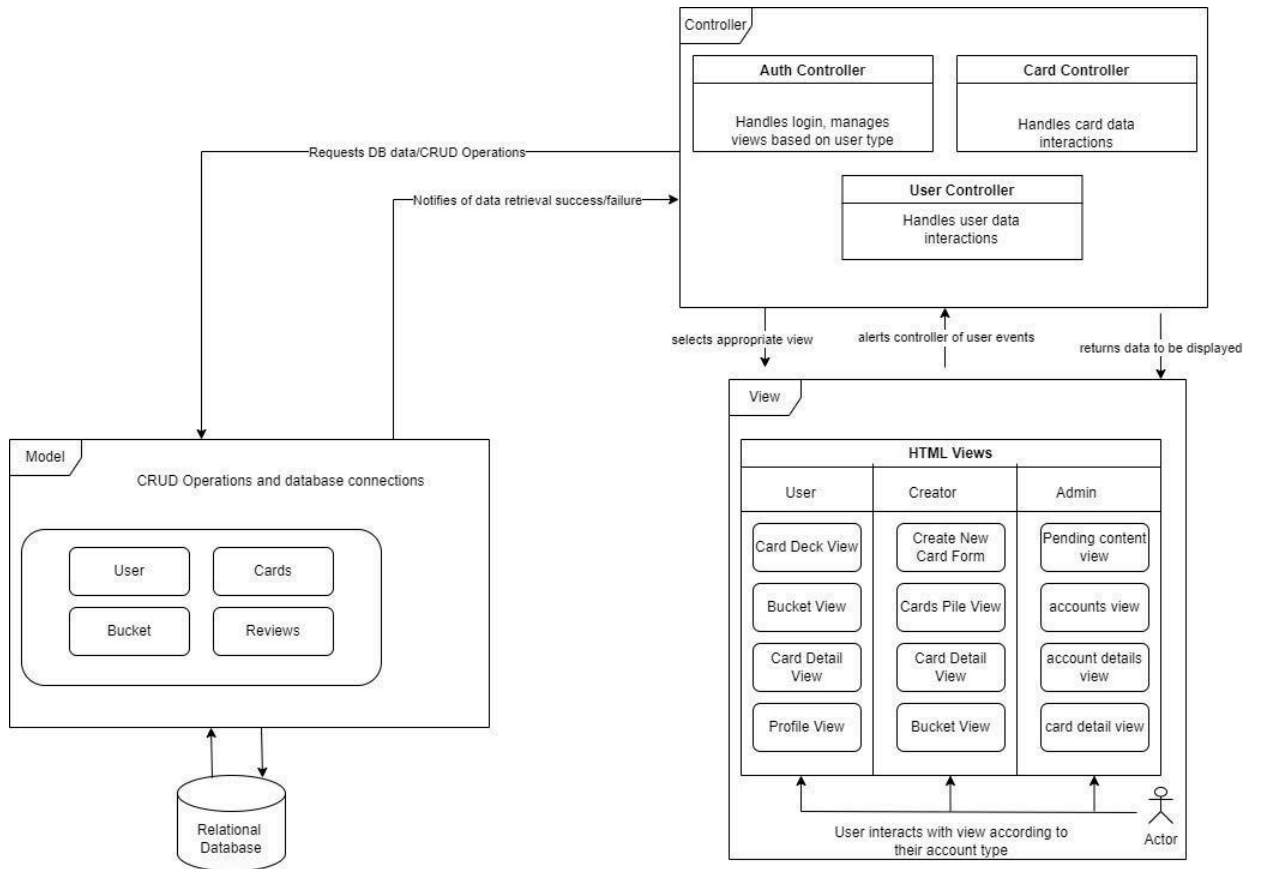 Controller
Auth Controller
Handles login, manages
views based on user type
Card Controller
Handles card data
interactions
User Controller
Handles user data
interactions
Requests DB data/CRUD Operations
Notifies of data retrieval success/failure
selects appropriate view
alerts controller of user events
returns data to be displayed
Model
CRUD Operations and database connections
User
Cards
Bucket
Reviews
Relational
Database
View
HTML Views
User
Creator
Admin
Card Deck View
Create New
Card Form
Pending content
view
Bucket View
Cards Pile View
accounts view
Card Detail
View
Card Detail
View
account details
view
Profile View
Bucket View
card detail view
User interacts with view according to
their account type
Actor